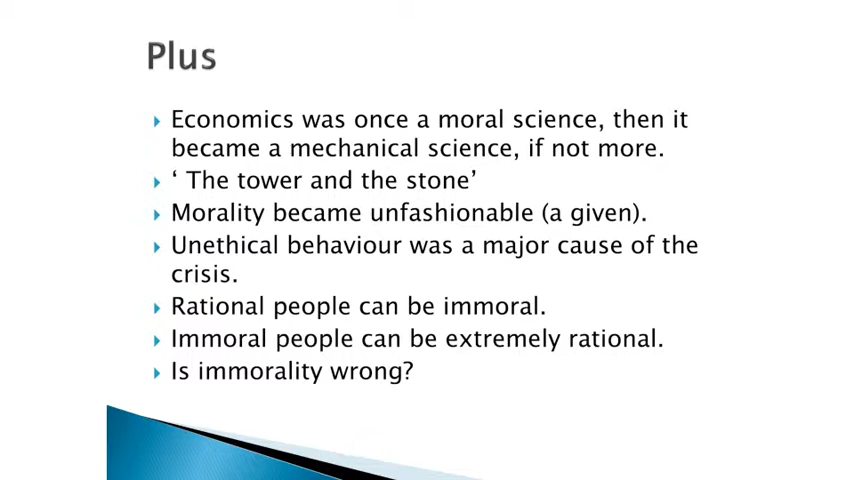 Plus
Economics was once a moral science, then it
became a mechanical science, if not more.
‘ The tower and the stone’
Morality became unfashionable (a given).
Unethical behaviour was a major cause of the
crisis.
Rational people can be immoral.
Immoral people can be extremely rational.
Is immorality wrong?